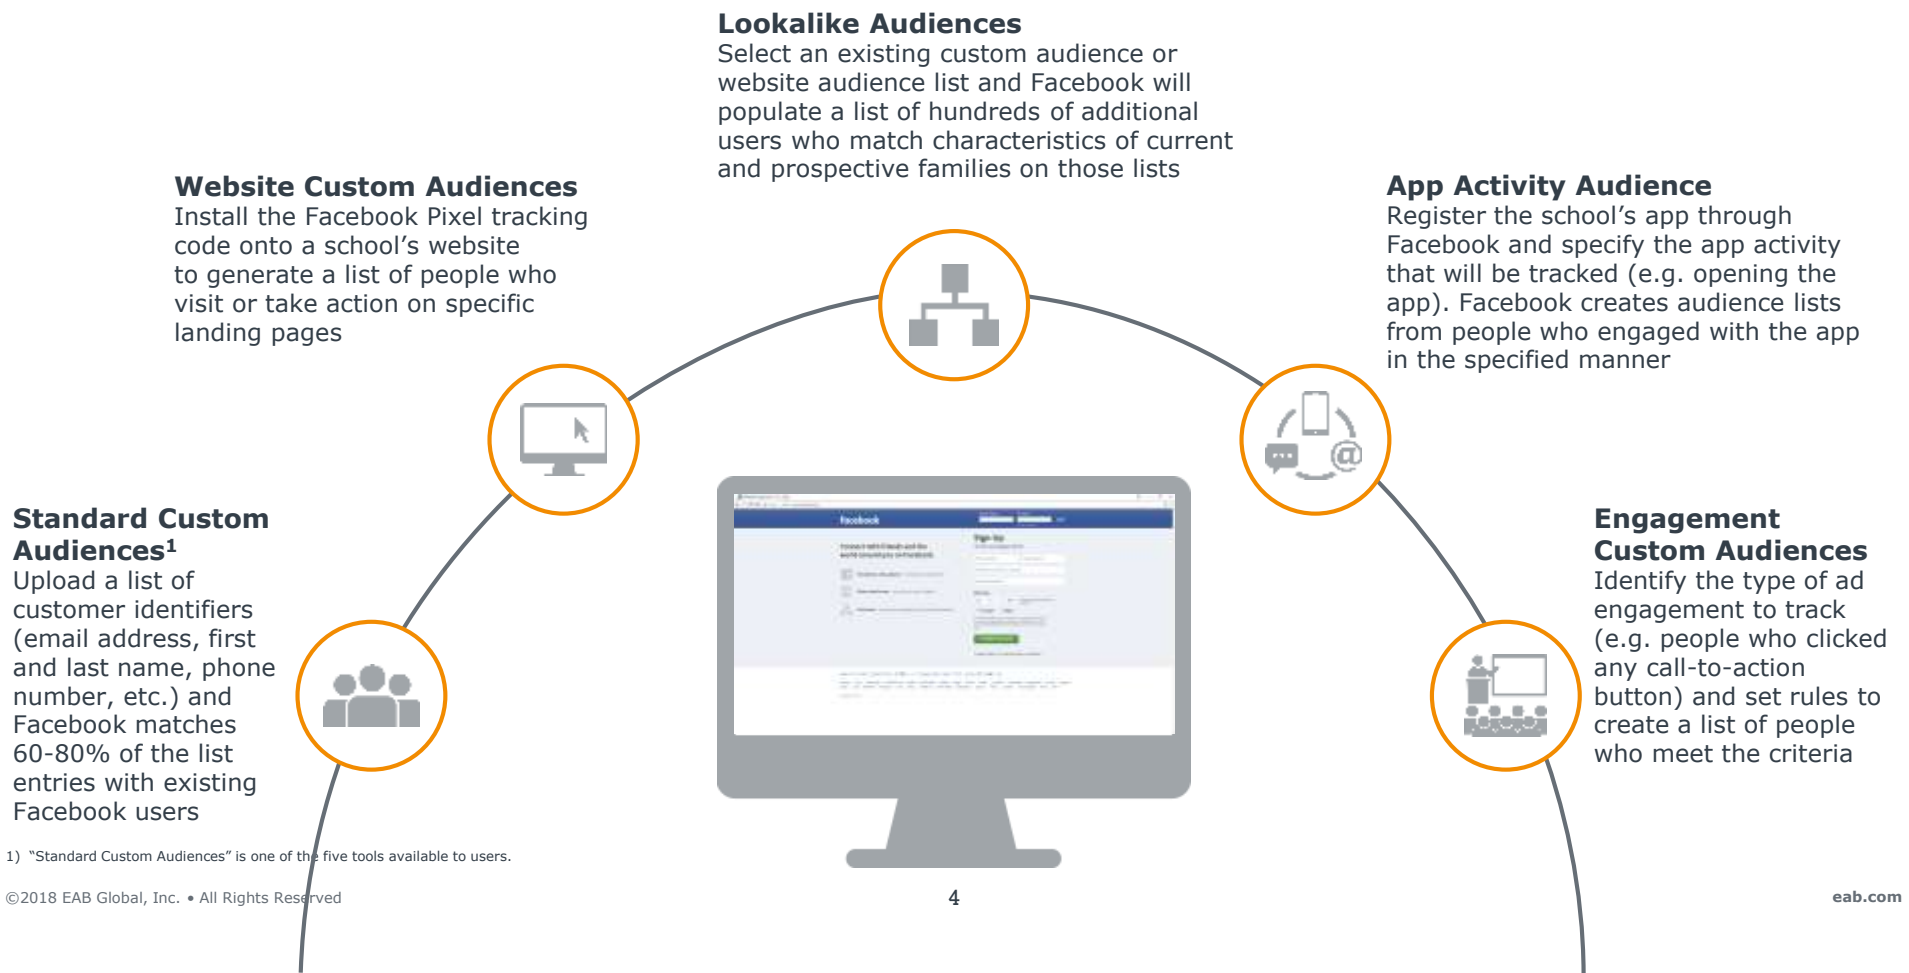 Lookalike Audiences
Select an existing custom audience or
website audience list and Facebook will
populate a list of hundreds of additional
users who match characteristics of current
and prospective families on those lists
Website Custom Audiences
Install the Facebook Pixel tracking
code onto a school's website
to generate a list of people who
visit or take action on specific
landing pages
App Activity Audience
Register the school's app through
Facebook and specify the app activity
that will be tracked (e.g. opening the
app). Facebook creates audience lists
from people who engaged with the app
in the specified manner
Standard Custom
Audiences¹
Upload a list of
customer identifiers
(email address, first
and last name, phone
number, etc.) and
Facebook matches
60-80% of the list
entries with existing
Facebook users
facebook
Sign Up
Engagement
Custom Audiences
Identify the type of ad
engagement to track
(e.g. people who clicked
any call-to-action
button) and set rules to
create a list of people
who meet the criteria
1) "Standard Custom Audiences" is one of the five tools available to users.
©2018 EAB Global, Inc. • All Rights Reserved
4
eab.com